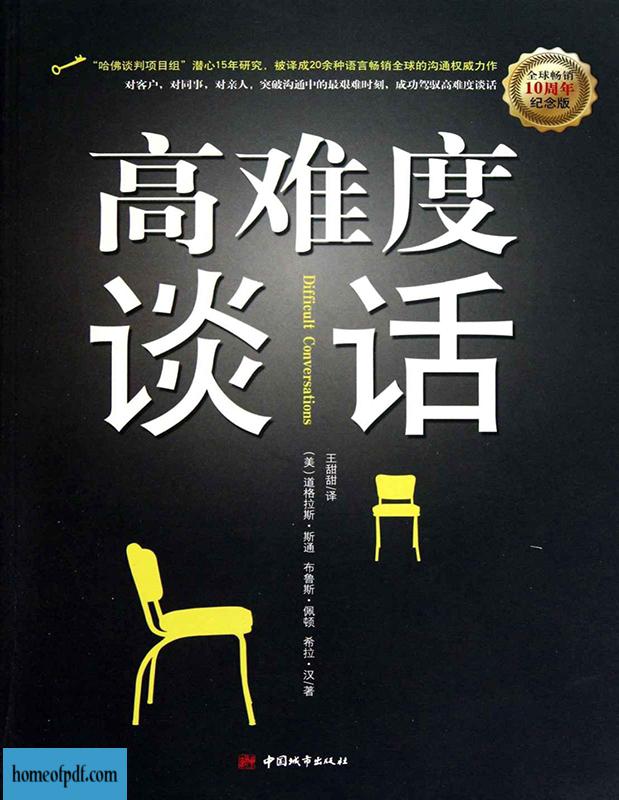 “哈佛谈判项目组”潜心15年研究，被译成20余种语言畅销全球的沟通权威力作
对客户，对同事，对亲人，突破沟通中的最艰难时刻，成功驾驭高难度谈话
全球畅销
10周年
纪念版
高难度
谈话
Difficult Conversations
王甜甜/译
（美）道格拉斯·斯通 布鲁斯·佩顿 希拉·汉/著
中国城市出版社
homeofpdf.com